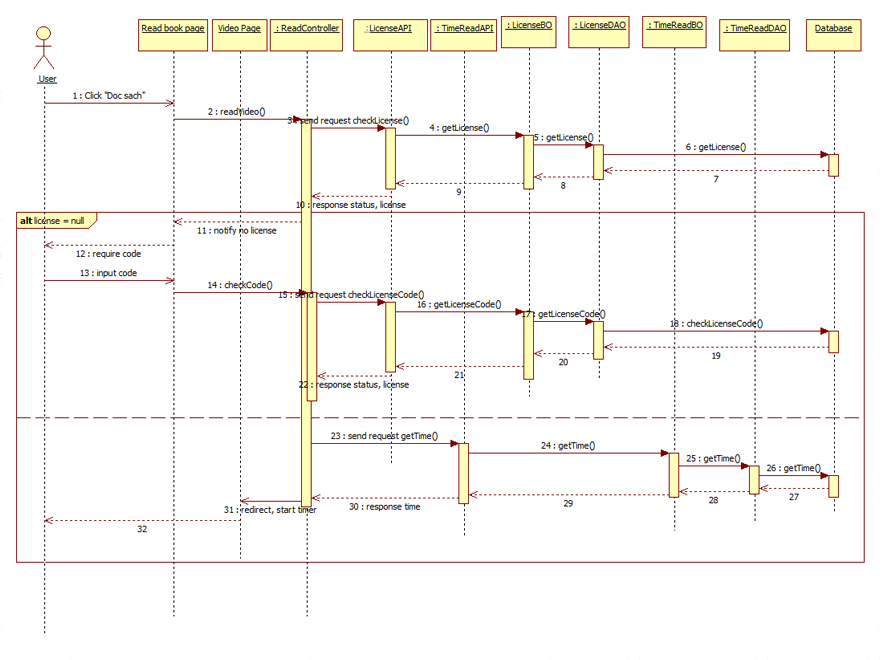 Read book page
Video Page
: ReadController
: LicenseAPI
: TimeReadAPI
: LicenseBO
: LicenseDAO
: TimeReadBO
: TimeReadDAO
Database
User
1 : Click "Doc sach"
2 : readVideo()
3 : send request checkLicense()
4 : getLicense()
5 : getLicense()
6 : getLicense()
7
8
9
10 : response status, license
alt license = null
11 : notify no license
12 : require code
13 : input code
14 : checkCode()
15 : send request checkLicenseCode()
16 : getLicenseCode()
17 : getLicenseCode()
18 : checkLicenseCode()
19
20
21
22 : response status, license
23 : send request getTime()
24 : getTime()
25 : getTime()
26 : getTime()
27
28
29
30 : response time
31 : redirect, start timer
32